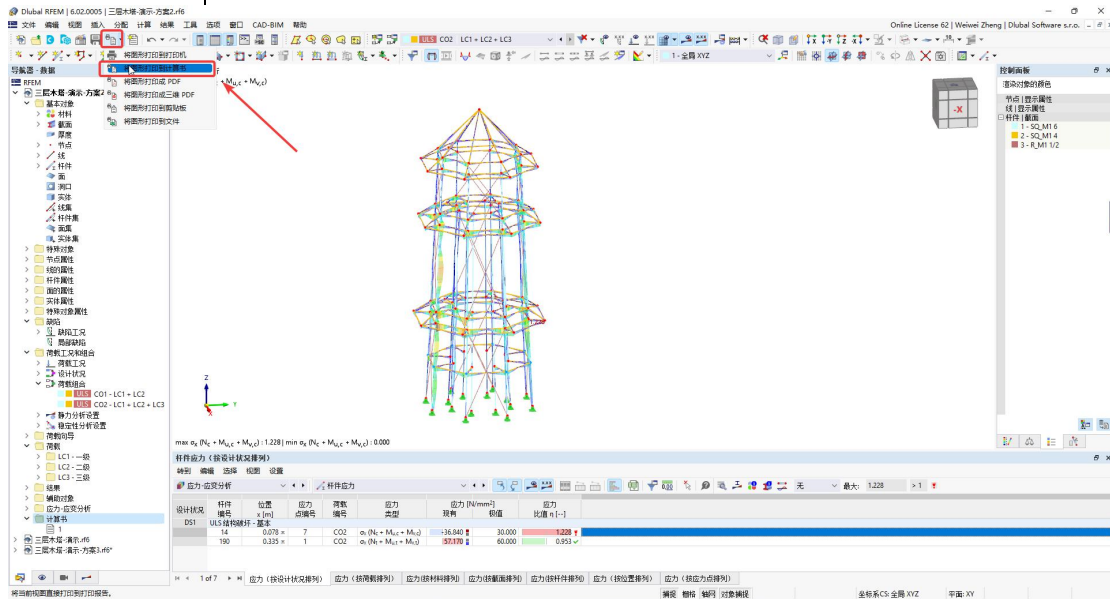 Dlubal RFEM | 6.02.0005 | 三层木塔-演示-方案2.rf6
文件 编辑 视图 插入 分配 计算 结果 工具 选项 窗口 CAD-BIM 帮助
Online License 62 | Weiwei Zheng | Dlubal Software s.r.o.
ULS CO2 LC1 + LC2 + LC3
1 - 全局 XYZ
将图形打印到打印机
将图形打印到计算书
将图形打印成 PDF
将图形打印成三维 PDF
将图形打印到剪贴板
将图形打印到文件
导航器 - 数据
RFEM
三层木塔-演示-方案2
基本对象
材料
截面
厚度
节点
线
杆件
面
洞口
实体
线集
杆件集
面集
实体集
特殊对象
节点属性
线的属性
杆件属性
面的属性
实体属性
特殊对象属性
缺陷
缺陷工况
局部缺陷
荷载工况和组合
荷载工况
设计状况
荷载组合
ULS CO1 - LC1 + LC2
ULS CO2 - LC1 + LC2 + LC3
静力分析设置
稳定性分析设置
荷载向导
荷载
LC1 - 一级
LC2 - 二级
LC3 - 三级
结果
辅助对象
应力-应变分析
计算书
1
三层木塔-演示.rf6
三层木塔-演示-方案3.rf6*
+ Mu,c + Mv,c)
-X
1.228
Z
Y
X
max σx (Nc + Mu,c + Mv,c) : 1.228 | min σx (Nc + Mu,c + Mv,c) : 0.000
控制面板
渲染对象的颜色
节点 | 显示属性
线 | 显示属性
杆件 | 截面
1 - SQ_M1 6
2 - SQ_M1 4
3 - R_M1 1/2
杆件应力 (按设计状况排列)
转到 编辑 选择 视图 设置
应力-应变分析 杆件应力 无 最大: 1.228 > 1
设计状况 杆件编号 位置 x [m] 应力点编号 荷载编号 应力类型 应力 [N/mm²] 现有 极值 应力比值 η [--]
DS1 ULS 结构破坏 - 基本
14 0.078 = 7 CO2 σx (Nc + Mu,c + Mv,c) -36.840 30.000 1.228
190 0.335 = 1 CO2 σx (Nt + Mu,t + Mv,t) 57.170 60.000 0.953
1 of 7 应力 (按设计状况排列) 应力 (按荷载排列) 应力(按材料排列) 应力(按截面排列) 应力(按杆件排列) 应力 (按位置排列) 应力 (按应力点排列)
将当前视图直接打印到打印报告。
捕捉 栅格 轴网 对象捕捉 坐标系CS: 全局 XYZ 平面: XY